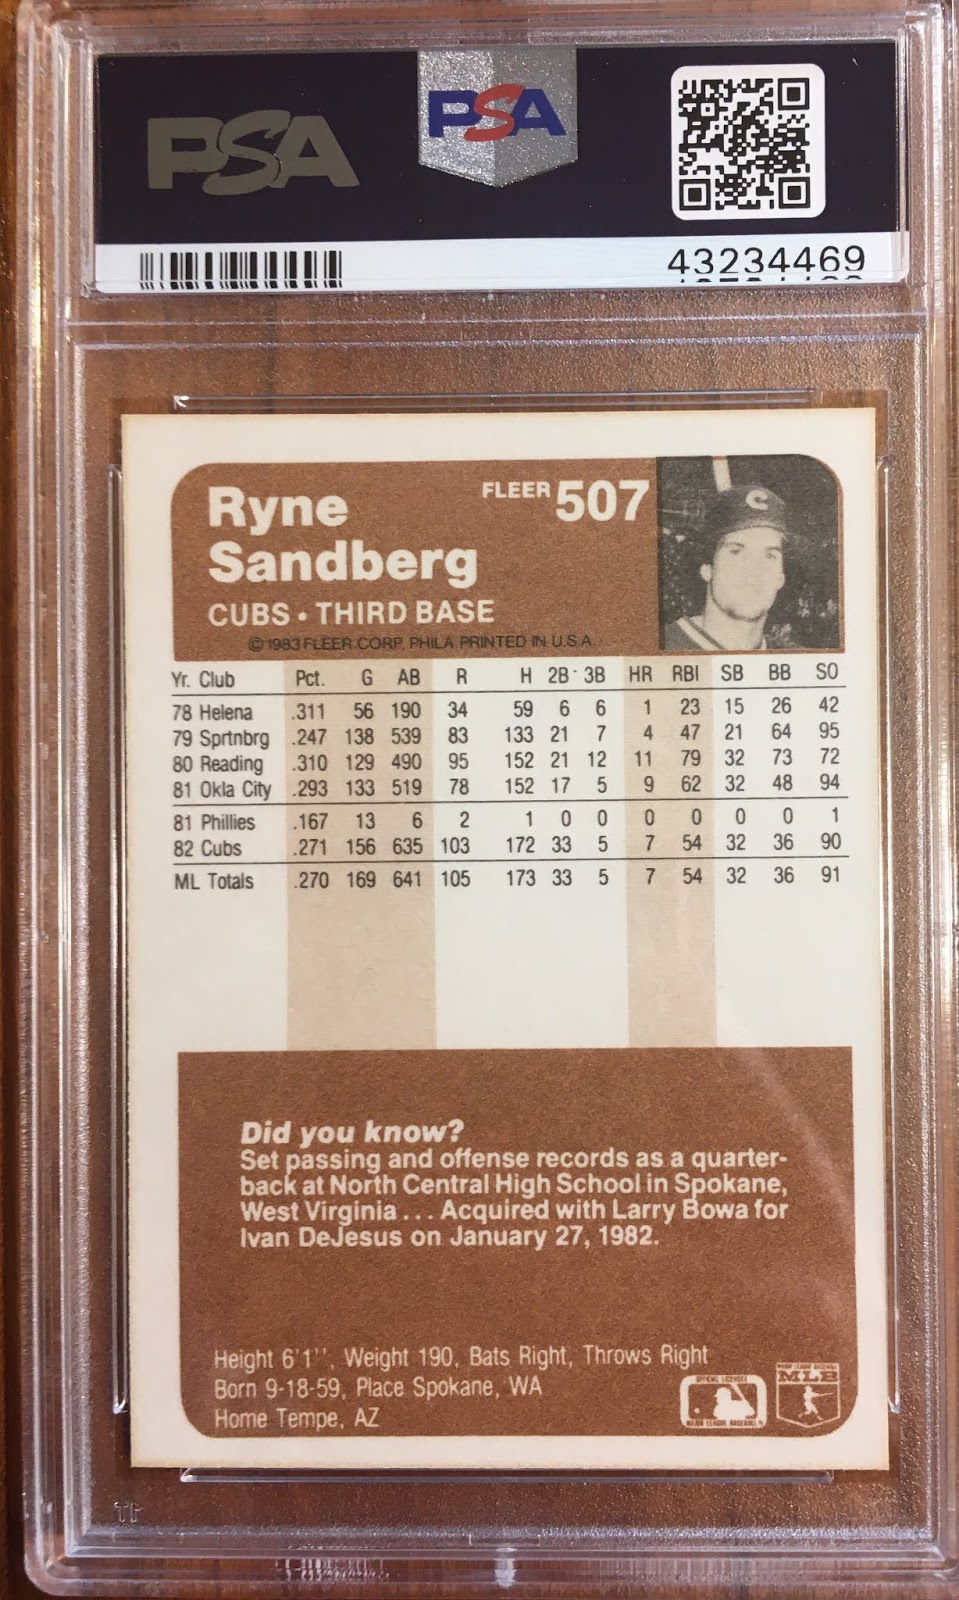 PSA PSA
43234469
Ryne
Sandberg
FLEER 507
CUBS • THIRD BASE
© 1983 FLEER CORP. PHILA. PRINTED IN U.S.A.
Yr. Club Pct. G AB R H 2B 3B HR RBI SB BB SO
78 Helena .311 56 190 34 59 6 6 1 23 15 26 42
79 Sprtnbrg .247 138 539 83 133 21 7 4 47 21 64 95
80 Reading .310 129 490 95 152 21 12 11 79 32 73 72
81 Okla City .293 133 519 78 152 17 5 9 62 32 48 94
81 Phillies .167 13 6 2 1 0 0 0 0 0 0 1
82 Cubs .271 156 635 103 172 33 5 7 54 32 36 90
ML Totals .270 169 641 105 173 33 5 7 54 32 36 91
Did you know?
Set passing and offense records as a quarter-
back at North Central High School in Spokane,
West Virginia . . . Acquired with Larry Bowa for
Ivan DeJesus on January 27, 1982.
Height 6'1'', Weight 190, Bats Right, Throws Right
Born 9-18-59, Place Spokane, WA
Home Tempe, AZ
OFFICIAL LICENSEE
MAJOR LEAGUE BASEBALL
MLB